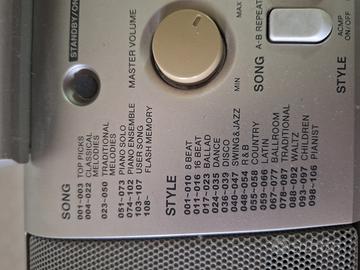 STANDBY/ON
MASTER VOLUME
MIN
MAX
A-B REPEAT
SONG
ACMP
ON/OFF
STYLE
SONG
001-003 TOP PICKS
004-022 CLASSICAL
MELODIES
023-050 TRADITIONAL
MELODIES
051-073 PIANO SOLO
074-102 PIANO ENSEMBLE
103-107 USER SONG
108- FLASH MEMORY
STYLE
001-010 8 BEAT
011-016 16 BEAT
017-023 BALLAD
024-035 DANCE
036-039 DISCO
040-047 SWING&JAZZ
048-054 R&B
055-058 COUNTRY
059-066 LATIN
067-077 BALLROOM
078-087 TRADITIONAL
088-092 WALTZ
093-097 CHILDREN
098-106 PIANIST